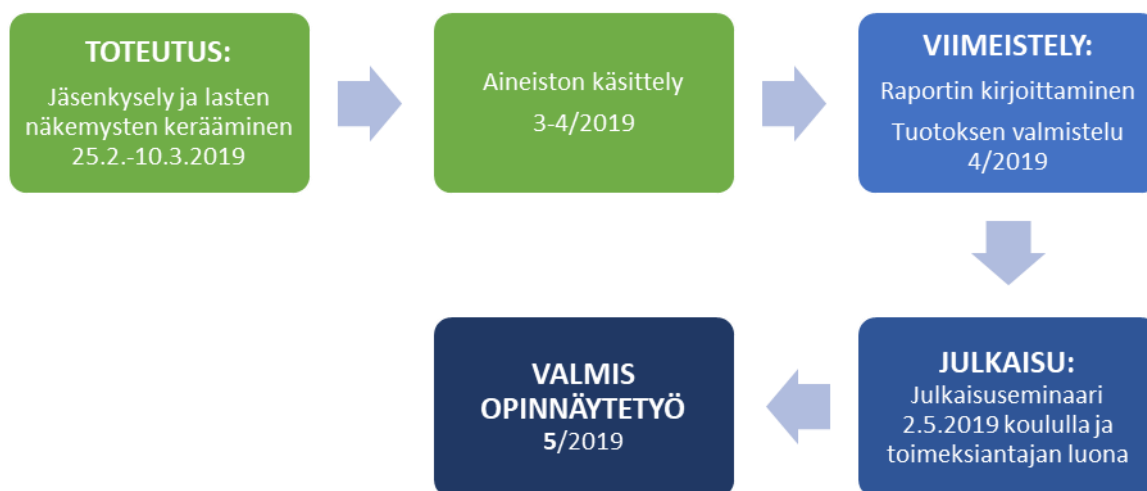 TOTEUTUS:
Jäsenkysely ja lasten
näkemysten kerääminen
25.2.-10.3.2019
Aineiston käsittely
3-4/2019
VIIMEISTELY:
Raportin kirjoittaminen
Tuotoksen valmistelu
4/2019
JULKAISU:
Julkaisuseminaari
2.5.2019 koululla ja
toimeksiantajan luona
VALMIS
OPINNÄYTETYÖ
5/2019